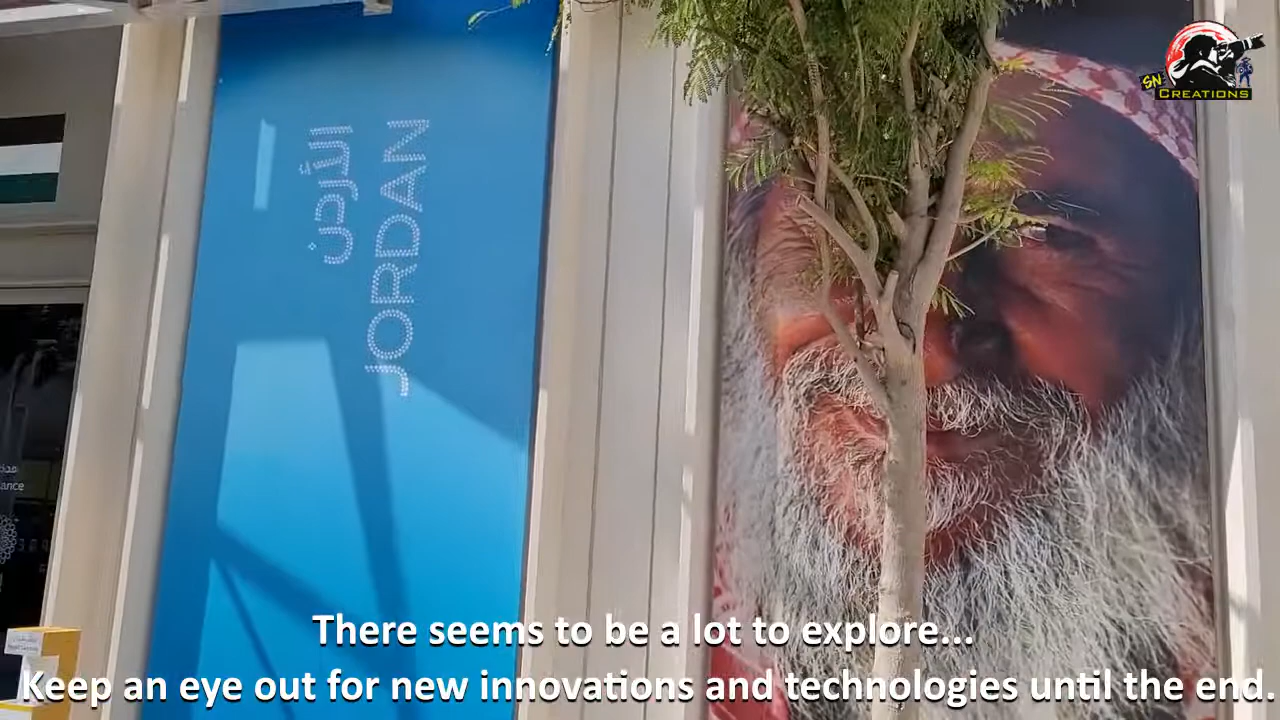 الأردن
JORDAN
SN
CREATIONS
There seems to be a lot to explore...
Keep an eye out for new innovations and technologies until the end.